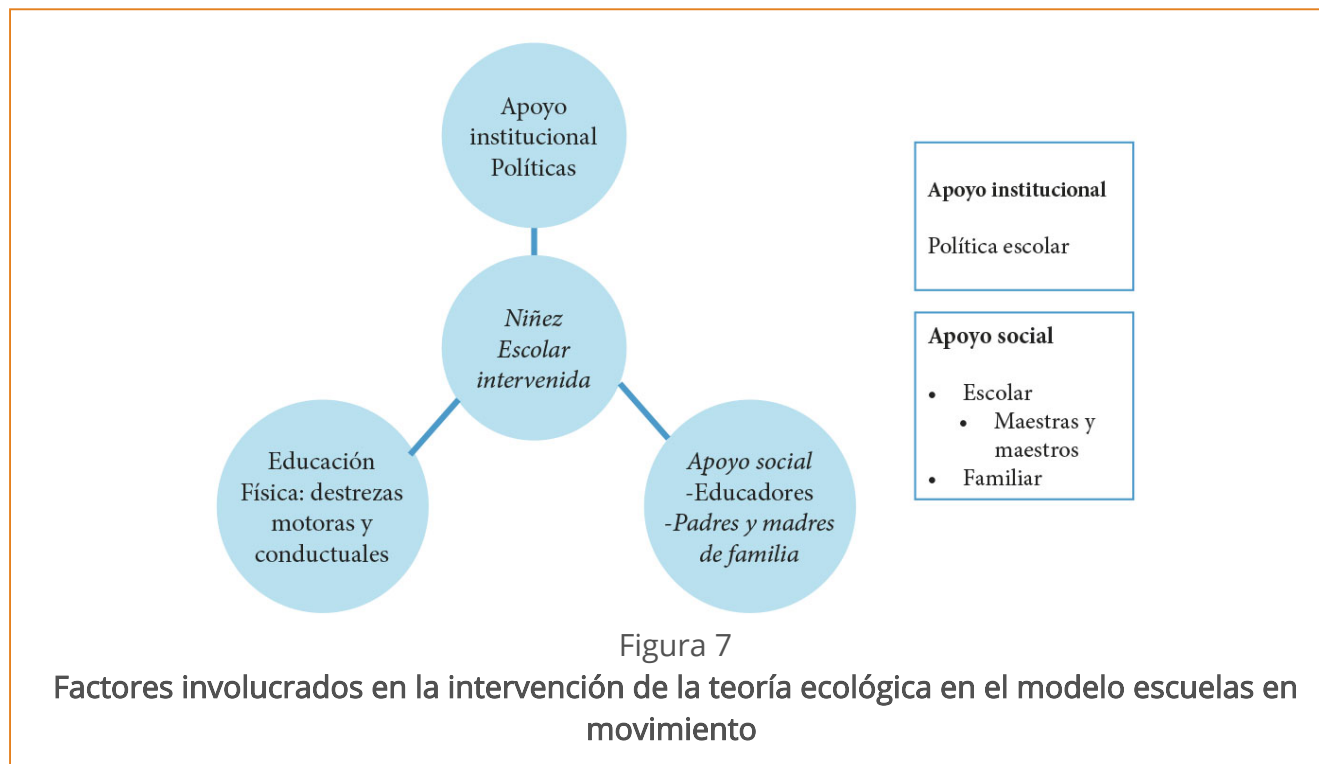 Apoyo
institucional
Políticas
Niñez
Escolar
intervenida
Educación
Física: destrezas
motoras y
conductuales
Apoyo social
-Educadores
-Padres y madres
de familia
Apoyo institucional
Política escolar
Apoyo social
• Escolar
• Maestras y
maestros
• Familiar
Figura 7
Factores involucrados en la intervención de la teoría ecológica en el modelo escuelas en
movimiento